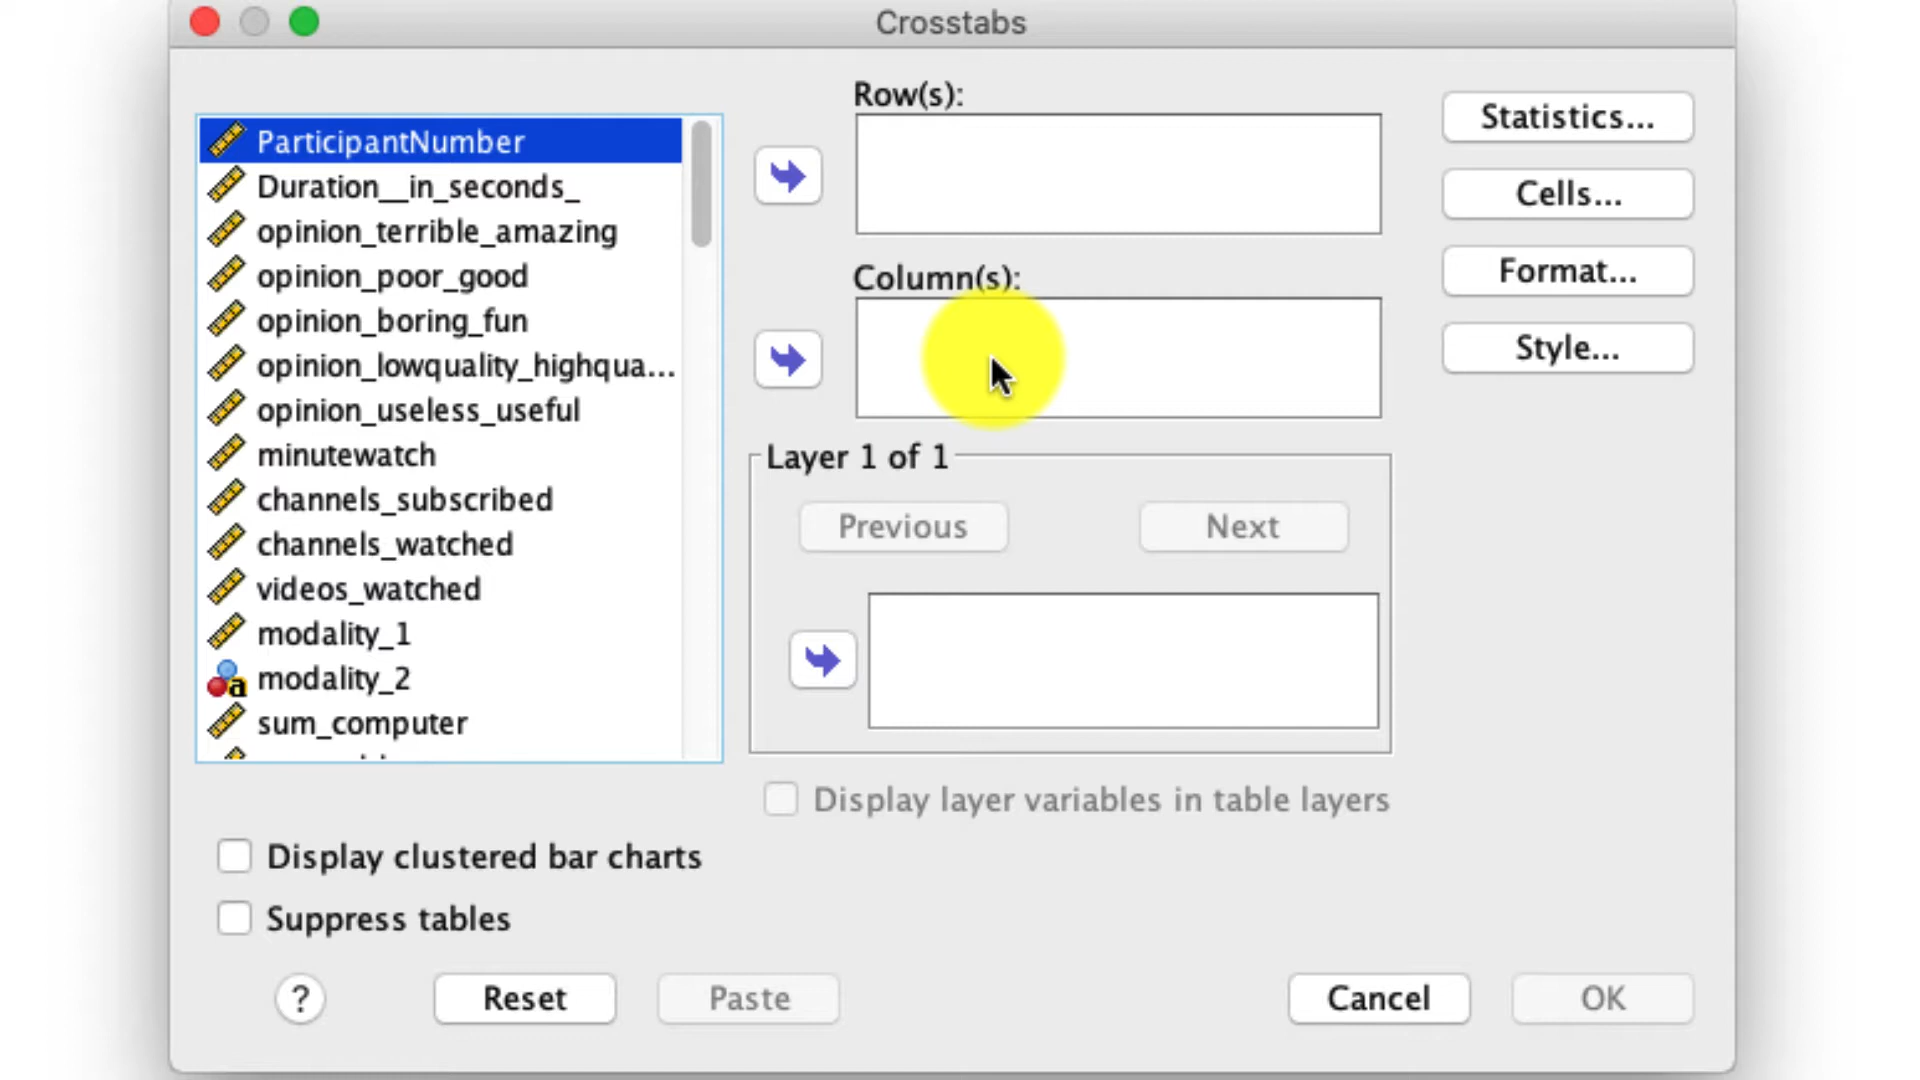 Crosstabs
ParticipantNumber
Duration__in_seconds_
opinion_terrible_amazing
opinion_poor_good
opinion_boring_fun
opinion_lowquality_highqua...
opinion_useless_useful
minutewatch
channels_subscribed
channels_watched
videos_watched
modality_1
modality_2
sum_computer
Row(s):
Column(s):
Layer 1 of 1
Previous
Next
Display layer variables in table layers
Statistics...
Cells...
Format...
Style...
Display clustered bar charts
Suppress tables
?
Reset
Paste
Cancel
OK